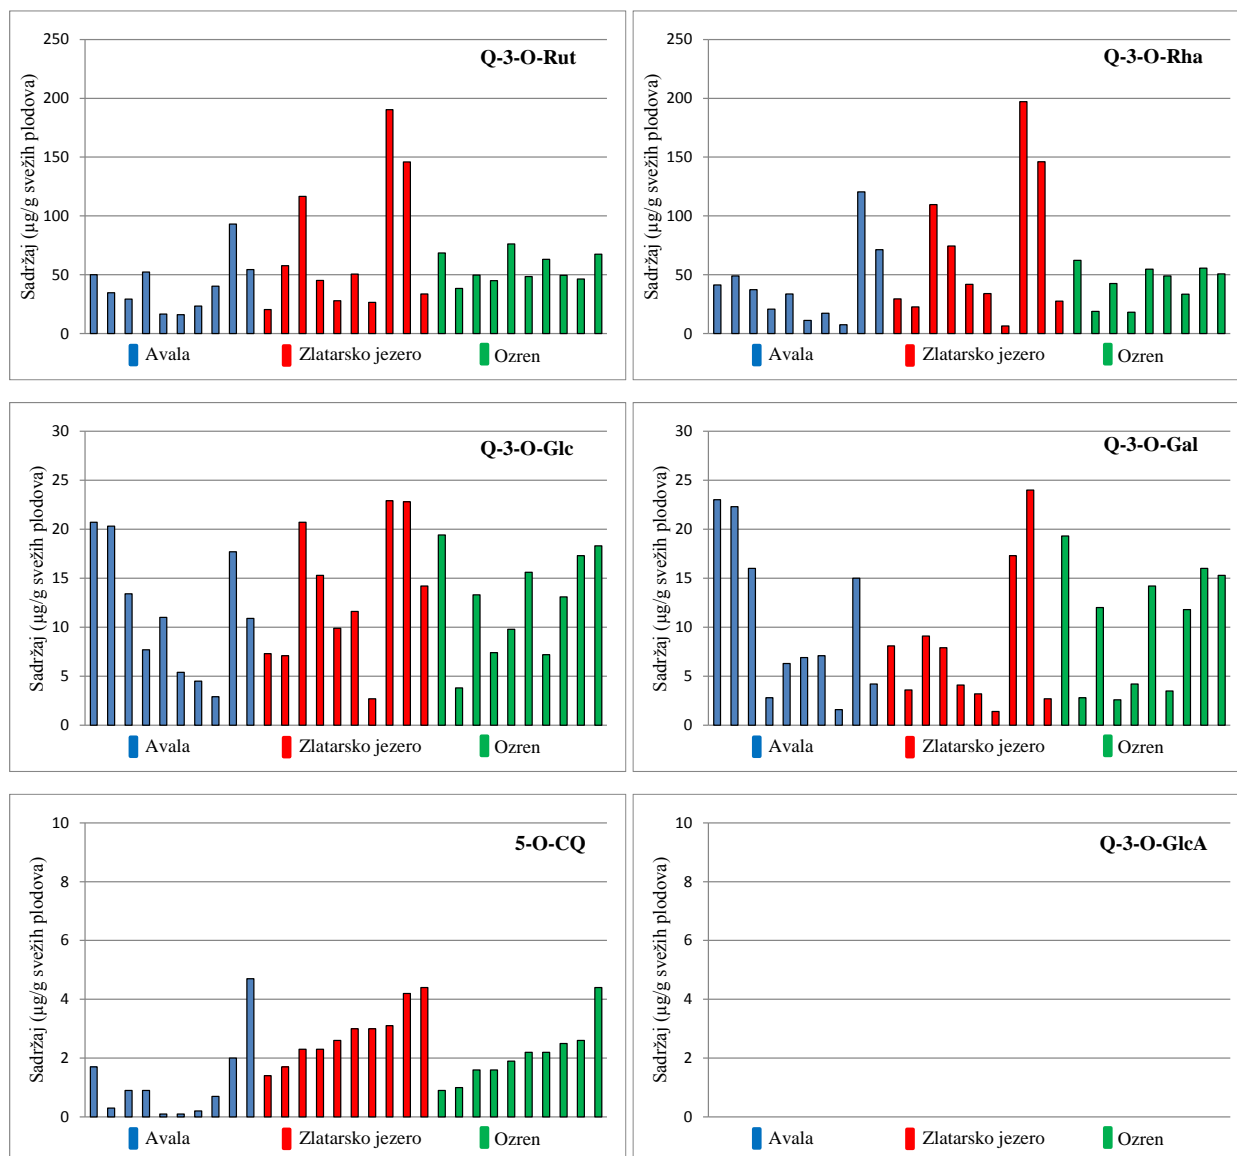 Q-3-O-Rut
Sadržaj (µg/g svežih plodova)
250
200
150
100
50
0
Avala Zlatarsko jezero Ozren
Q-3-O-Rha
Sadržaj (µg/g svežih plodova)
250
200
150
100
50
0
Avala Zlatarsko jezero Ozren
Q-3-O-Glc
Sadržaj (µg/g svežih plodova)
30
25
20
15
10
5
0
Avala Zlatarsko jezero Ozren
Q-3-O-Gal
Sadržaj (µg/g svežih plodova)
30
25
20
15
10
5
0
Avala Zlatarsko jezero Ozren
5-O-CQ
Sadržaj (µg/g svežih plodova)
10
8
6
4
2
0
Avala Zlatarsko jezero Ozren
Q-3-O-GlcA
Sadržaj (µg/g svežih plodova)
10
8
6
4
2
0
Avala Zlatarsko jezero Ozren